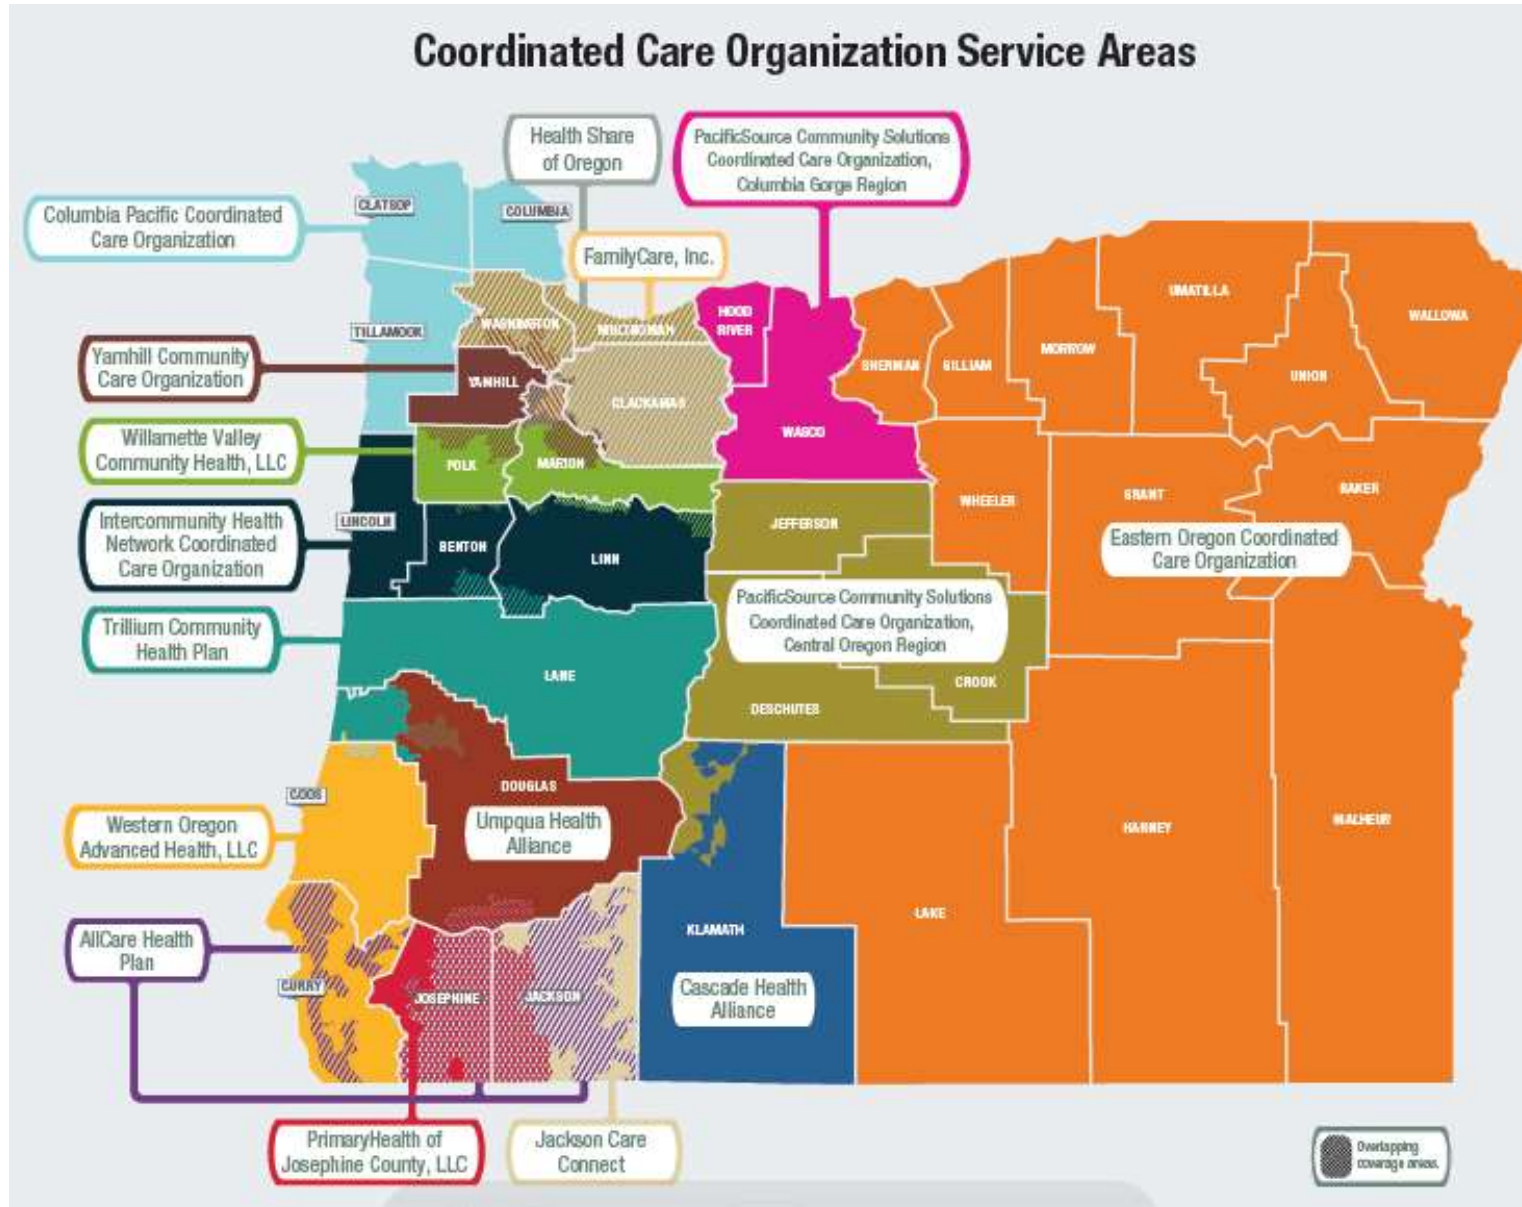 Coordinated Care Organization Service Areas
Health Share
of Oregon
PacificSource Community Solutions
Coordinated Care Organization,
Columbia Gorge Region
Columbia Pacific Coordinated
Care Organization
CLATSOP
COLUMBIA
FamilyCare, Inc.
TILLAMOOK
WASHINGTON
MULTNOMAH
HOOD
RIVER
SHERMAN
GILLIAM
MORROW
UMATILLA
WALLOWA
UNION
Yamhill Community
Care Organization
YAMHILL
CLACKAMAS
WASCO
Willamette Valley
Community Health, LLC
POLK
MARION
WHEELER
GRANT
BAKER
Intercommunity Health
Network Coordinated
Care Organization
LINCOLN
BENTON
LINN
JEFFERSON
Eastern Oregon Coordinated
Care Organization
Trillium Community
Health Plan
LANE
PacificSource Community Solutions
Coordinated Care Organization,
Central Oregon Region
CROOK
DESCHUTES
DOUGLAS
COOS
Western Oregon
Advanced Health, LLC
Umpqua Health
Alliance
HARNEY
MALHEUR
LAKE
KLAMATH
AllCare Health
Plan
CURRY
JOSEPHINE
JACKSON
Cascade Health
Alliance
PrimaryHealth of
Josephine County, LLC
Jackson Care
Connect
Overlapping
coverage areas.